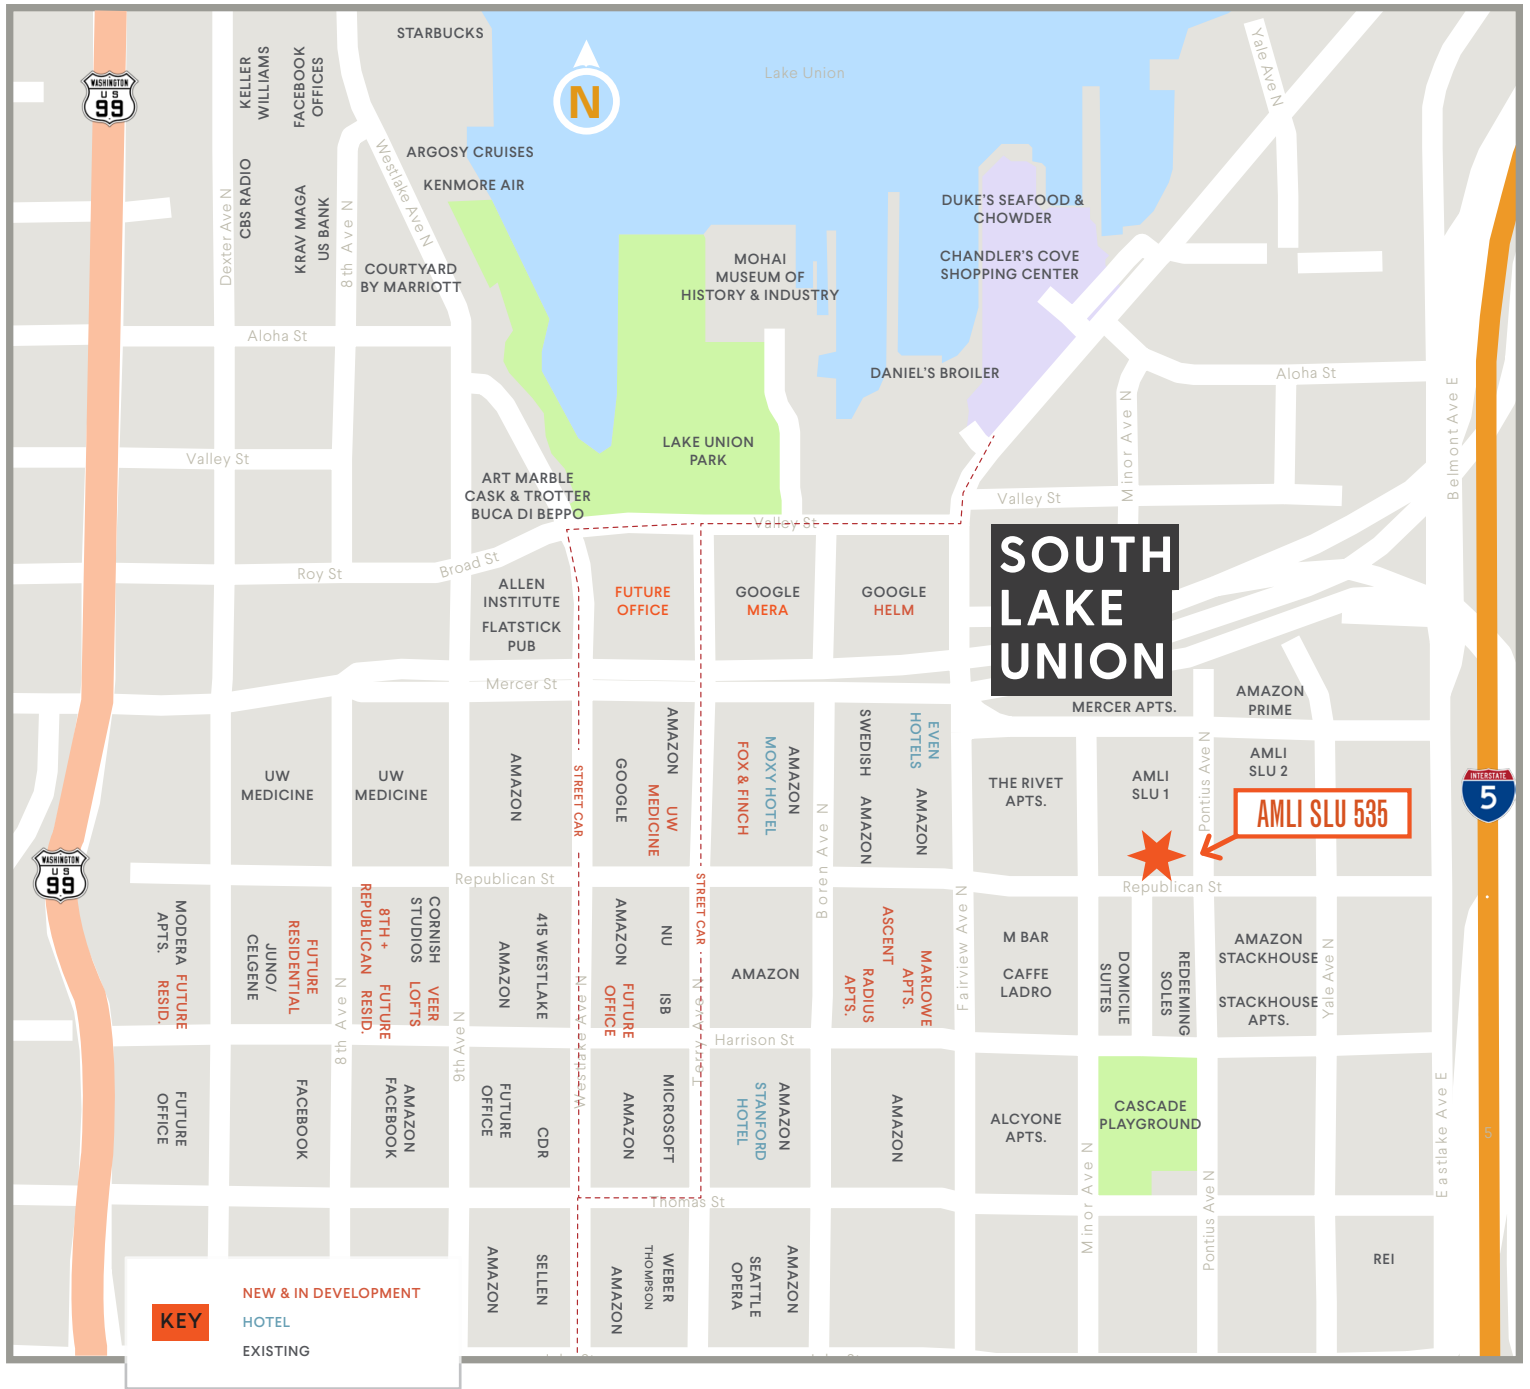 STARBUCKS
Lake Union
N
KELLER
WILLIAMS
FACEBOOK
OFFICES
WASHINGTON
US
99
Yale Ave N
Westlake Ave N
ARGOSY CRUISES
KENMORE AIR
CBS RADIO
KRAV MAGA
US BANK
Dexter Ave N
8th Ave N
COURTYARD
BY MARRIOTT
MOHAI
MUSEUM OF
HISTORY & INDUSTRY
DUKE'S SEAFOOD &
CHOWDER
CHANDLER'S COVE
SHOPPING CENTER
Aloha St
DANIEL'S BROILER
Aloha St
Minor Ave N
Belmont Ave E
LAKE UNION
PARK
Valley St
ART MARBLE
CASK & TROTTER
BUCA DI BEPPO
Valley St
Valley St
Roy St
Broad St
SOUTH
LAKE
UNION
ALLEN
INSTITUTE
FLATSTICK
PUB
FUTURE
OFFICE
GOOGLE
MERA
GOOGLE
HELM
Mercer St
MERCER APTS.
AMAZON
PRIME
UW
MEDICINE
UW
MEDICINE
AMAZON
STREET CAR
GOOGLE
AMAZON
UW
MEDICINE
FOX & FINCH
MOXY HOTEL
AMAZON
Boren Ave N
SWEDISH
AMAZON
EVEN
HOTELS
AMAZON
THE RIVET
APTS.
AMLI
SLU 1
Pontius Ave N
AMLI
SLU 2
AMLI SLU 535
INTERSTATE
5
WASHINGTON
US
99
Republican St
Republican St
MODERA
APTS.
FUTURE
RESID.
JUNO/
CELGENE
FUTURE
RESIDENTIAL
8th Ave N
8TH +
REPUBLICAN
FUTURE
RESID.
CORNISH
STUDIOS
VEER
LOFTS
9th Ave N
AMAZON
415 WESTLAKE
Westlake Ave N
AMAZON
FUTURE
OFFICE
NU
ISB
STREET CAR
Terry Ave N
AMAZON
ASCENT
RADIUS
APTS.
MARLOWE
APTS.
Fairview Ave N
M BAR
CAFFE
LADRO
DOMICILE
SUITES
REDEEMING
SOLES
AMAZON
STACKHOUSE
STACKHOUSE
APTS.
Yale Ave N
Harrison St
FUTURE
OFFICE
FACEBOOK
AMAZON
FACEBOOK
FUTURE
OFFICE
CDR
AMAZON
MICROSOFT
STANFORD
HOTEL
AMAZON
AMAZON
ALCYONE
APTS.
CASCADE
PLAYGROUND
Minor Ave N
Pontius Ave N
Eastlake Ave E
5
Thomas St
AMAZON
SELLEN
AMAZON
WEBER
THOMPSON
SEATTLE
OPERA
AMAZON
REI
KEY
NEW & IN DEVELOPMENT
HOTEL
EXISTING